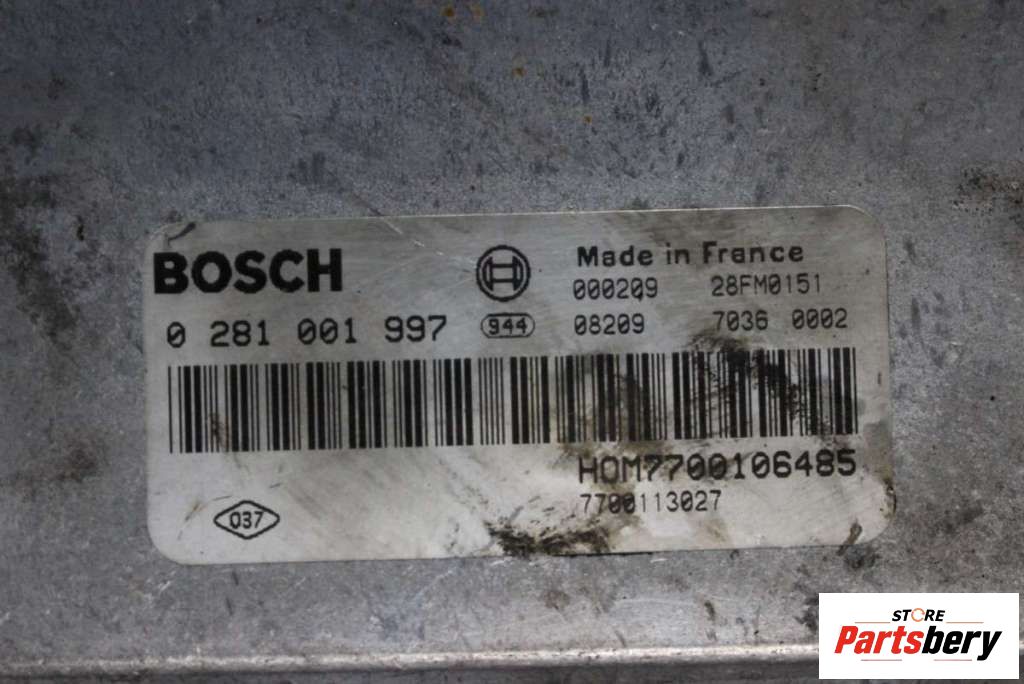 BOSCH
Made in France
000209 28FM0151
0 281 001 997 944 08209 7036 0002
HOM7700106485
7700113027
037
STORE
Partsbery